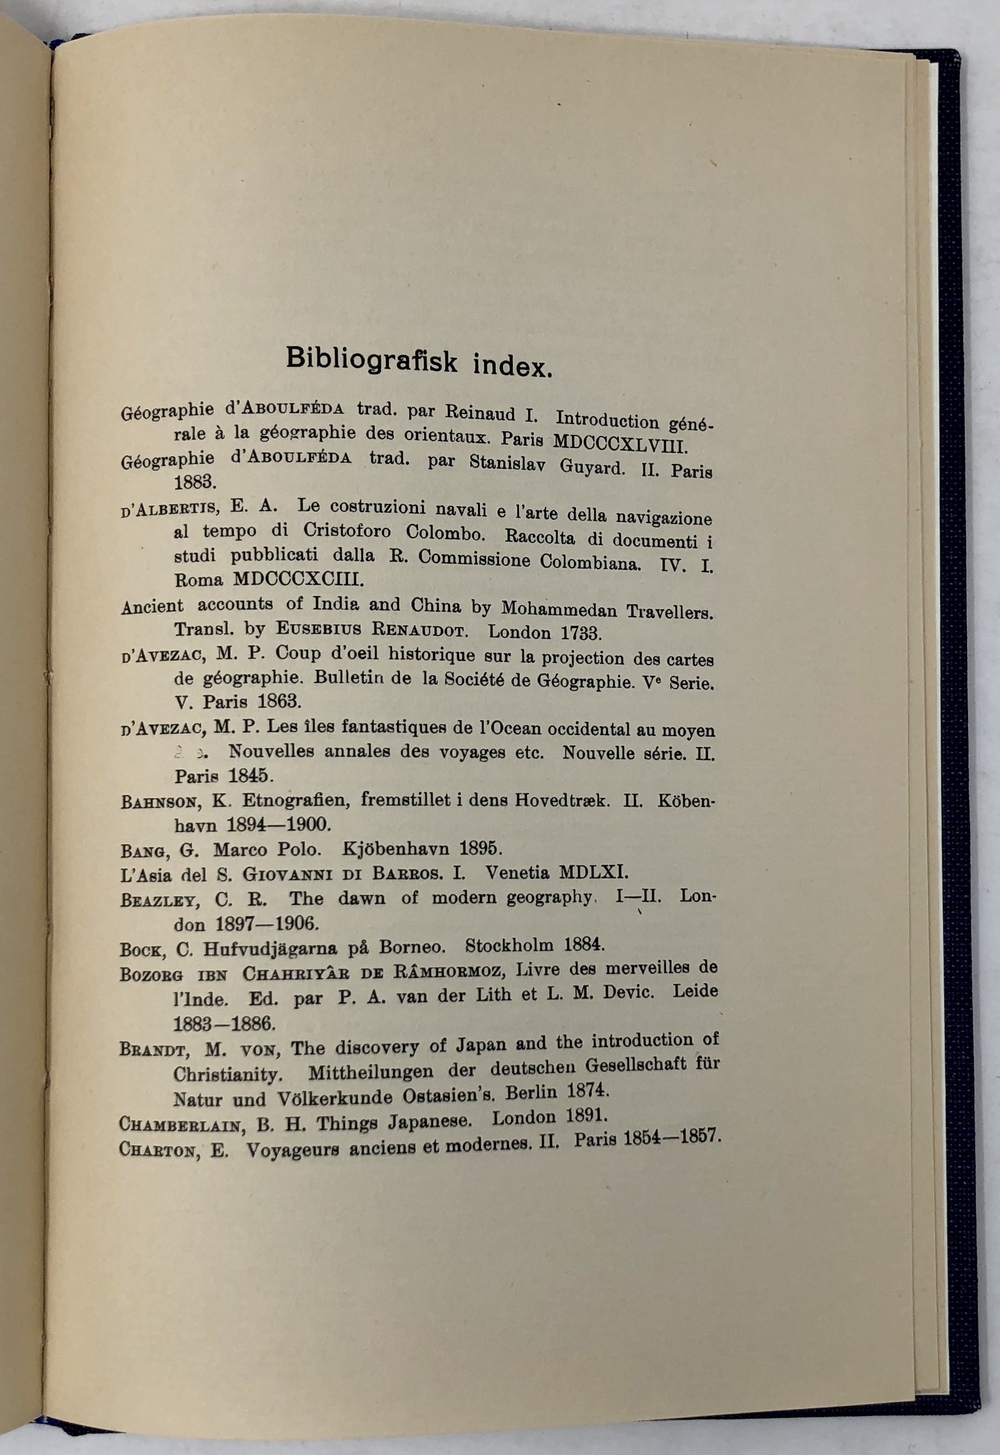 Bibliografisk index.
Géographie d'ABOULFÉDA trad. par Reinaud I. Introduction géné-
rale à la géographie des orientaux. Paris MDCCCXLVIII.
Géographie d'ABOULFÉDA trad. par Stanislav Guyard. II. Paris
1883.
D'ALBERTIS, E. A. Le costruzioni navali e l'arte della navigazione
al tempo di Cristoforo Colombo. Raccolta di documenti i
studi pubblicati dalla R. Commissione Colombiana. IV. I.
Roma MDCCCXCIII.
Ancient accounts of India and China by Mohammedan Travellers.
Transl. by EUSEBIUS RENAUDOT. London 1733.
D'AVEZAC, M. P. Coup d'oeil historique sur la projection des cartes
de géographie. Bulletin de la Société de Géographie. Vᵉ Serie.
V. Paris 1863.
D'AVEZAC, M. P. Les îles fantastiques de l'Ocean occidental au moyen
Nouvelles annales des voyages etc. Nouvelle série. II.
Paris 1845.
BAHNSON, K. Etnografien, fremstillet i dens Hovedtræk. II. Köben-
havn 1894—1900.
BANG, G. Marco Polo. Kjöbenhavn 1895.
L'Asia del S. GIOVANNI DI BARROS. I. Venetia MDLXI.
BEAZLEY, C. R. The dawn of modern geography. I—II. Lon-
don 1897—1906.
BOCK, C. Hufvudjägarna på Borneo. Stockholm 1884.
BOZORG IBN CHAHRIYÂR DE RÂMHORMOZ, Livre des merveilles de
l'Inde. Ed. par P. A. van der Lith et L. M. Devic. Leide
1883—1886.
BRANDT, M. VON, The discovery of Japan and the introduction of
Christianity. Mittheilungen der deutschen Gesellschaft für
Natur und Völkerkunde Ostasien's. Berlin 1874.
CHAMBERLAIN, B. H. Things Japanese. London 1891.
CHARTON, E. Voyageurs anciens et modernes. II. Paris 1854—1857.